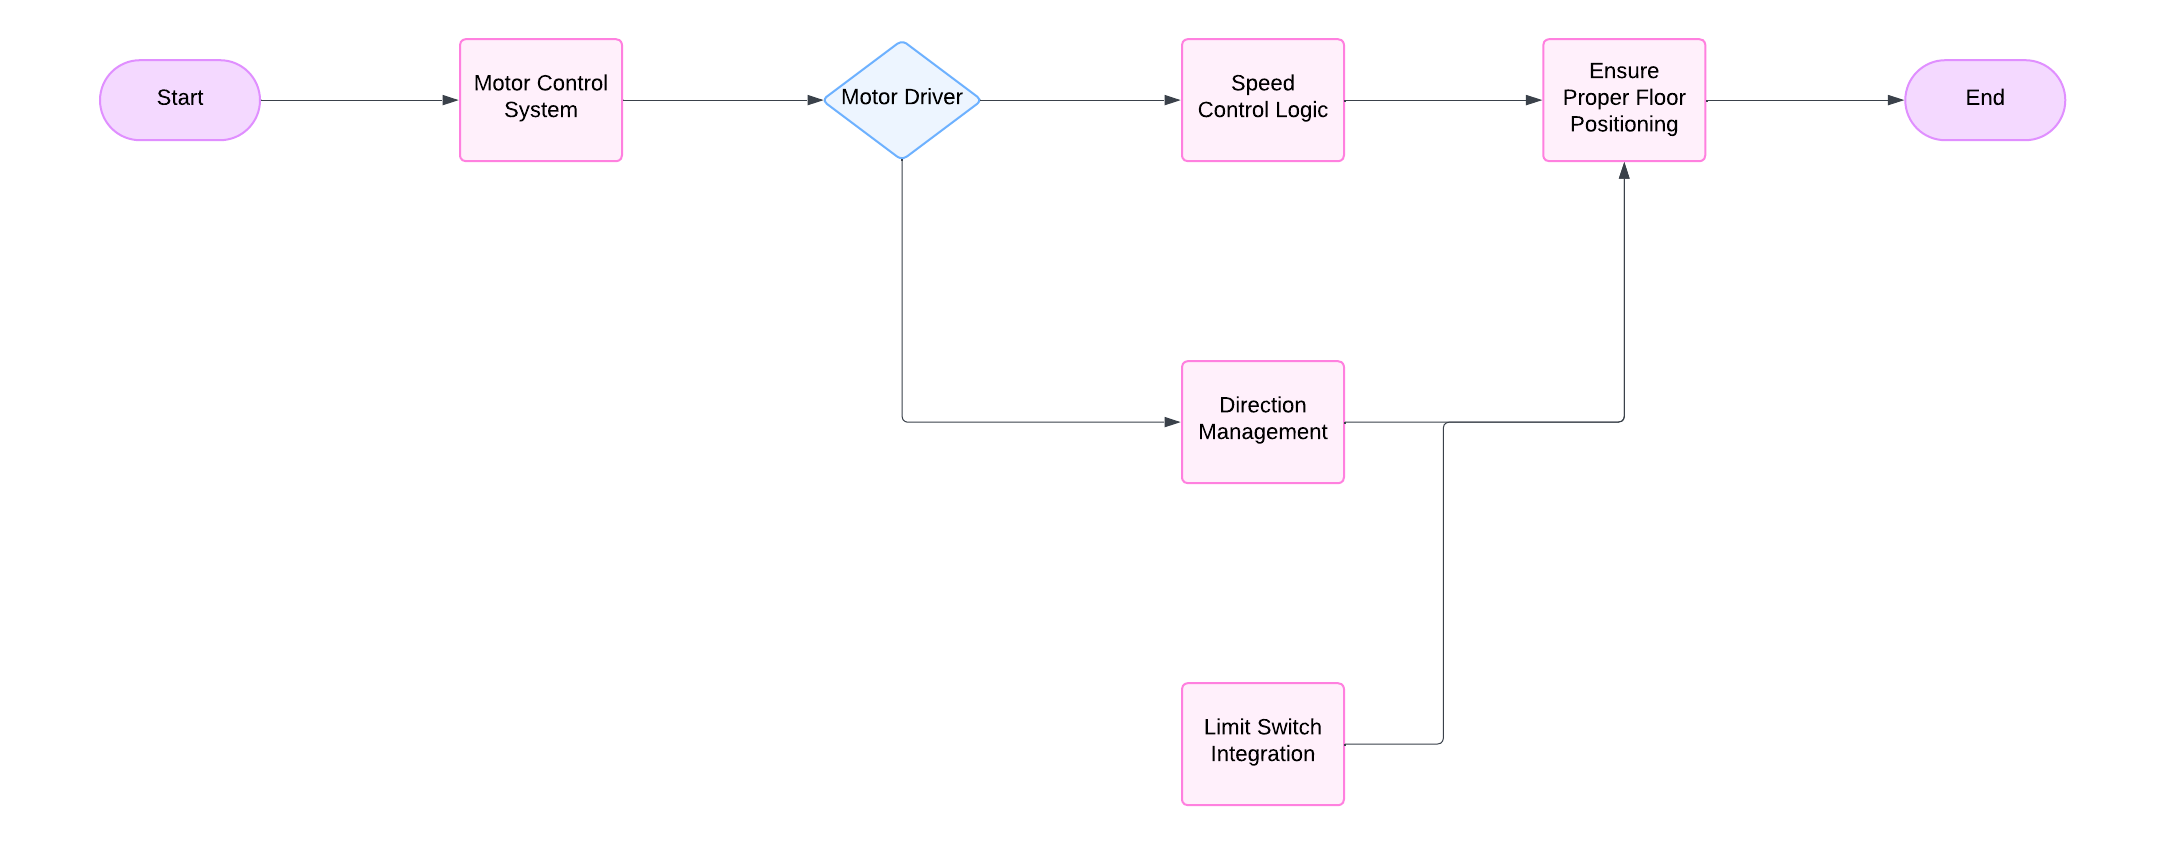 Start
Motor Control
System
Motor Driver
Speed
Control Logic
Ensure
Proper Floor
Positioning
End
Direction
Management
Limit Switch
Integration